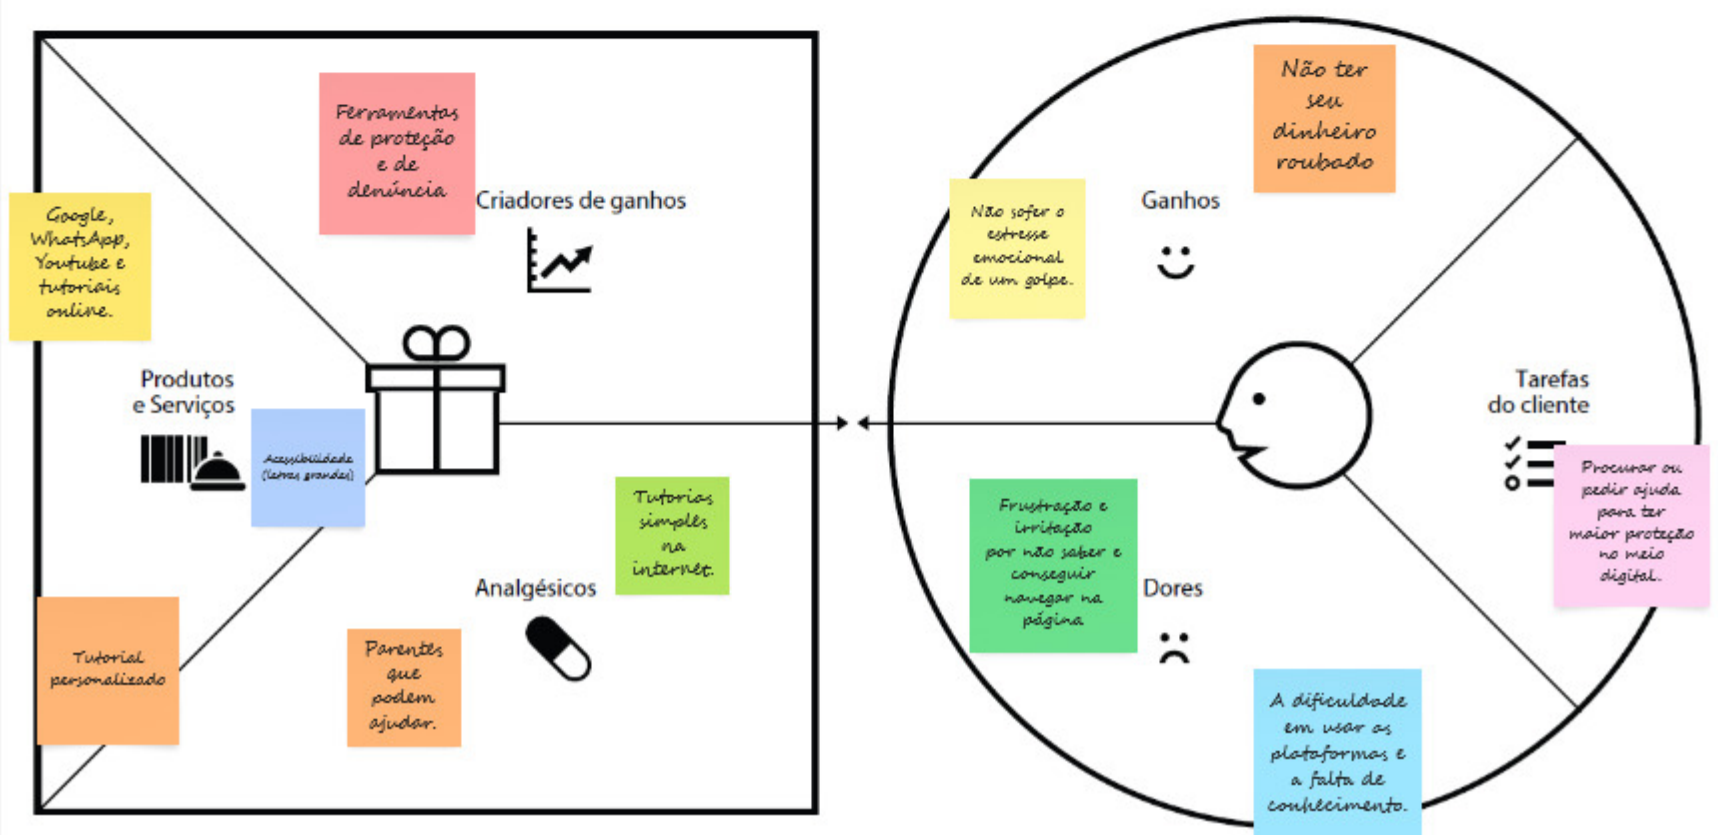 Ferramentas
de proteção
e de
denúncia
Criadores de ganhos
Google,
WhatsApp,
Youtube e
tutoriais
online.
Produtos
e Serviços
Acessibilidade
(letras grandes)
Tutorias
simples
na
internet.
Analgésicos
Tutorial
personalizado
Parentes
que
podem
ajudar.
Não ter
seu
dinheiro
roubado
Não sofer o
estresse
emocional
de um golpe.
Ganhos
Tarefas
do cliente
Procurar ou
pedir ajuda
para ter
maior proteção
no meio
digital.
Frustração e
irritação
por não saber e
conseguir
navegar na
página
Dores
A dificuldade
em usar as
plataformas e
a falta de
conhecimento.